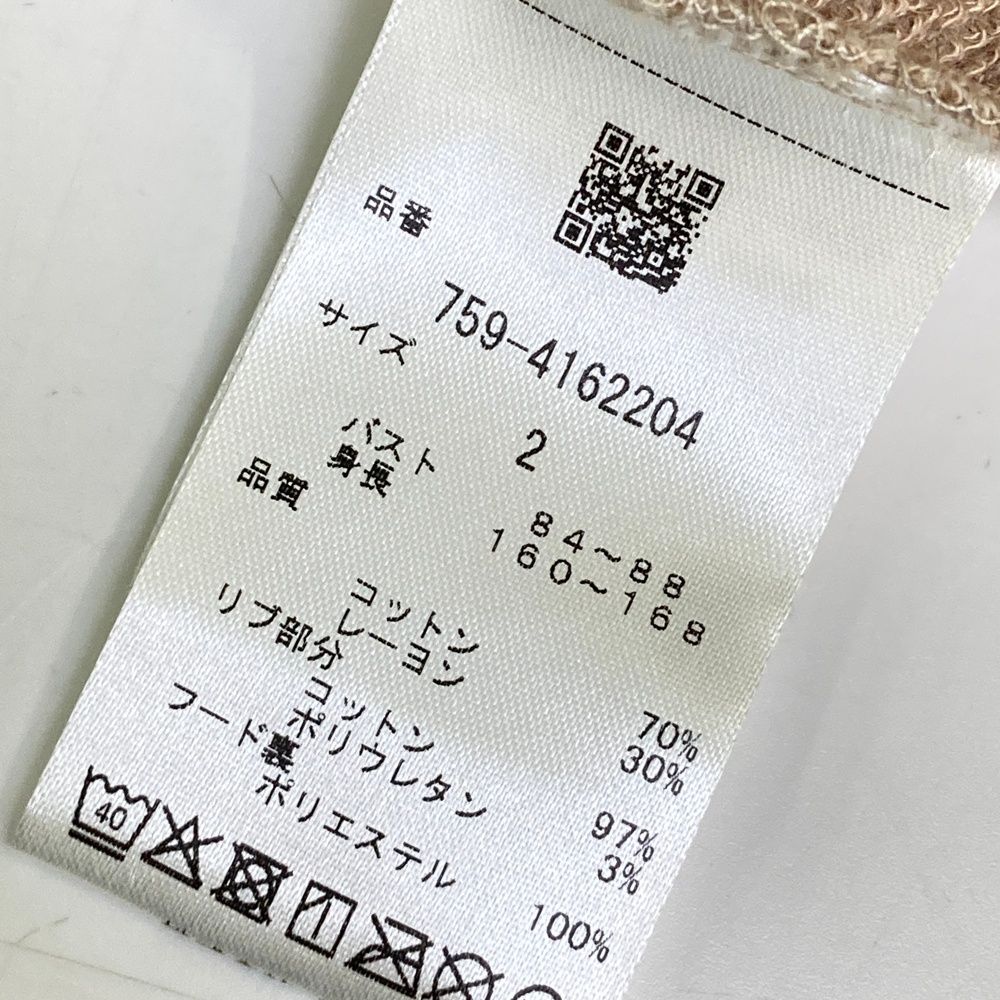 品番
759-4162204
サイズ
2
バスト 84～88
身長 160～168
品質
コットン 70%
レーヨン 30%
リブ部分
コットン 97%
ポリウレタン 3%
フード裏
ポリエステル 100%
40